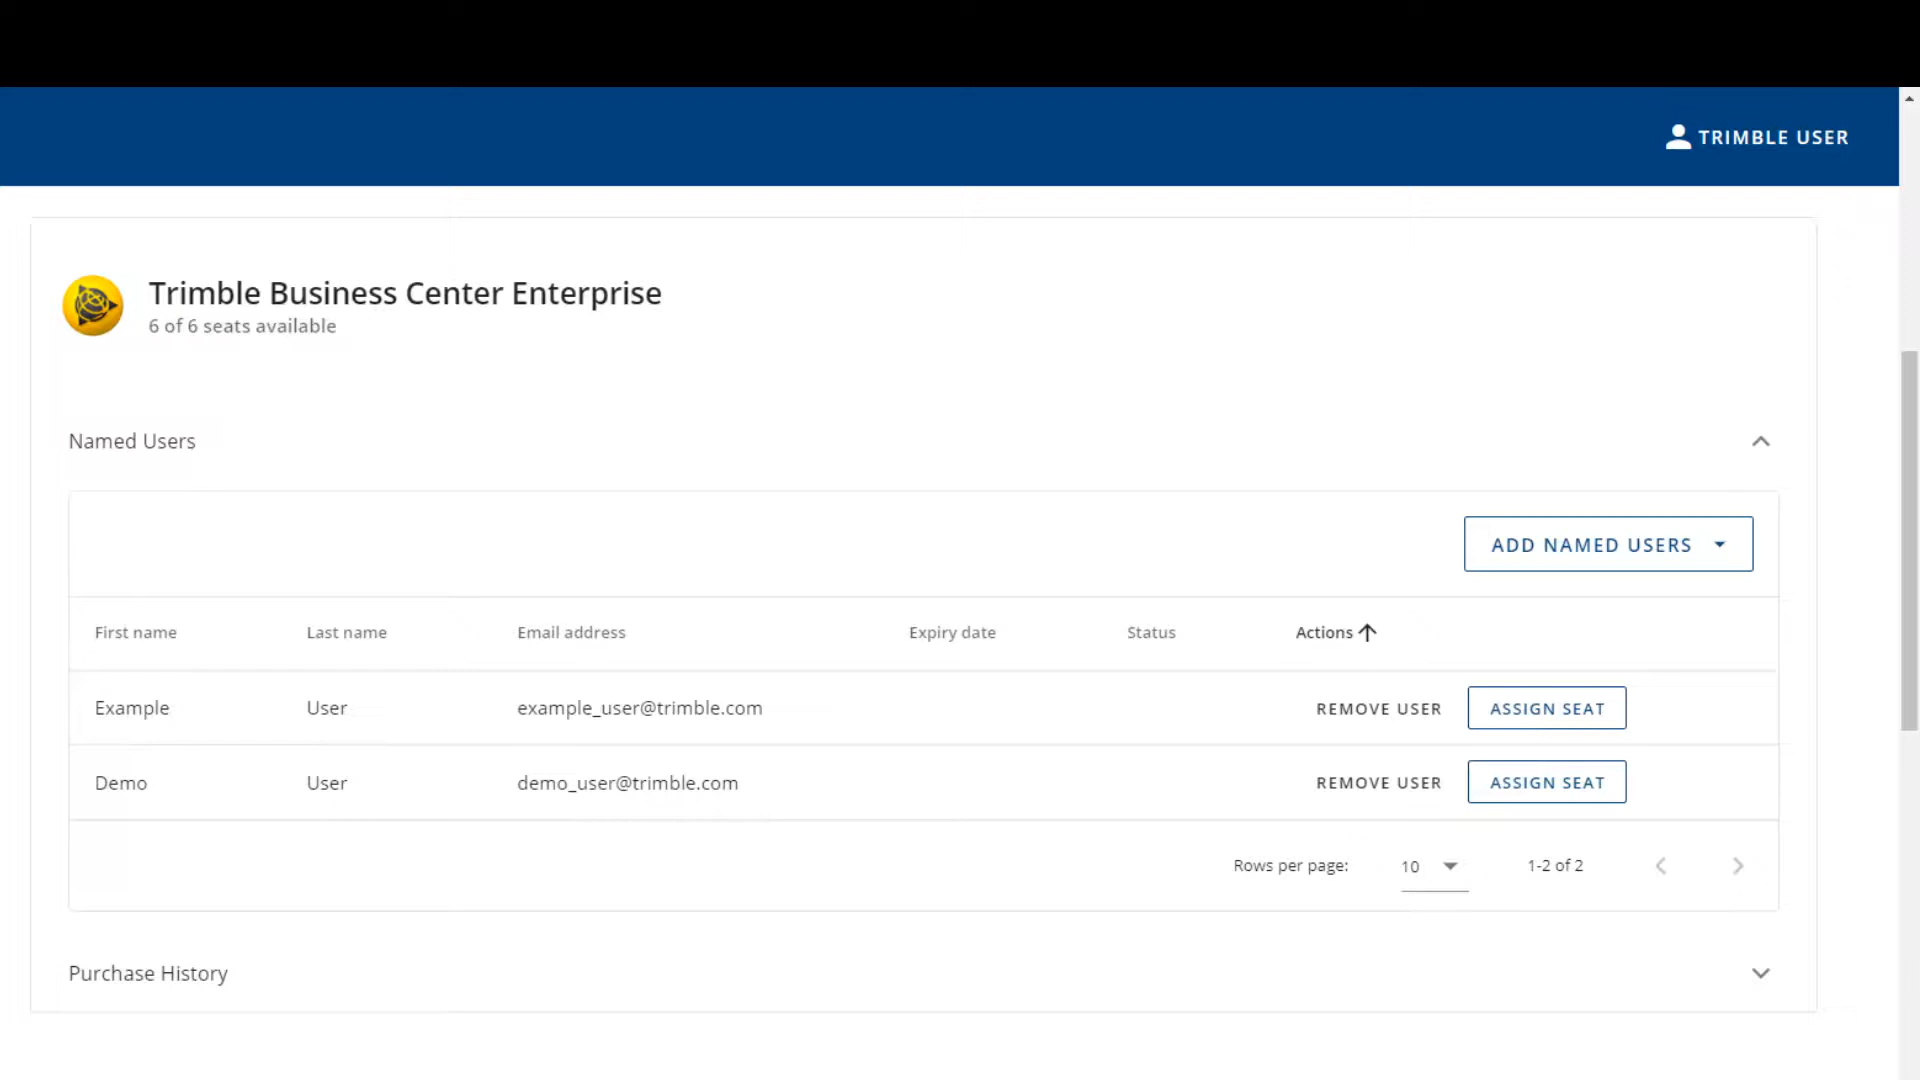 TRIMBLE USER
Trimble Business Center Enterprise
6 of 6 seats available
Named Users
ADD NAMED USERS
First name Last name Email address Expiry date Status Actions
Example User example_user@trimble.com REMOVE USER ASSIGN SEAT
Demo User demo_user@trimble.com REMOVE USER ASSIGN SEAT
Rows per page: 10 1-2 of 2
Purchase History